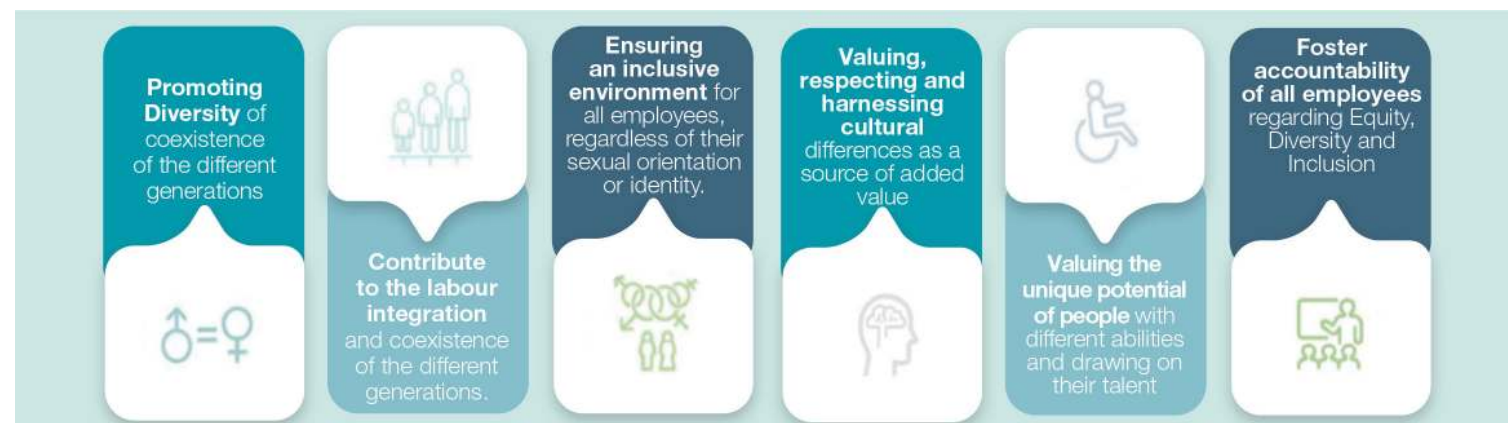 Promoting
Diversity of
coexistence
of the different
generations
Contribute
to the labour
integration
and coexistence
of the different
generations.
Ensuring
an inclusive
environment for
all employees,
regardless of their
sexual orientation
or identity.
Valuing,
respecting and
harnessing
cultural
differences as a
source of added
value
Valuing the
unique potential
of people with
different abilities
and drawing on
their talent
Foster
accountability
of all employees
regarding Equity,
Diversity and
Inclusion